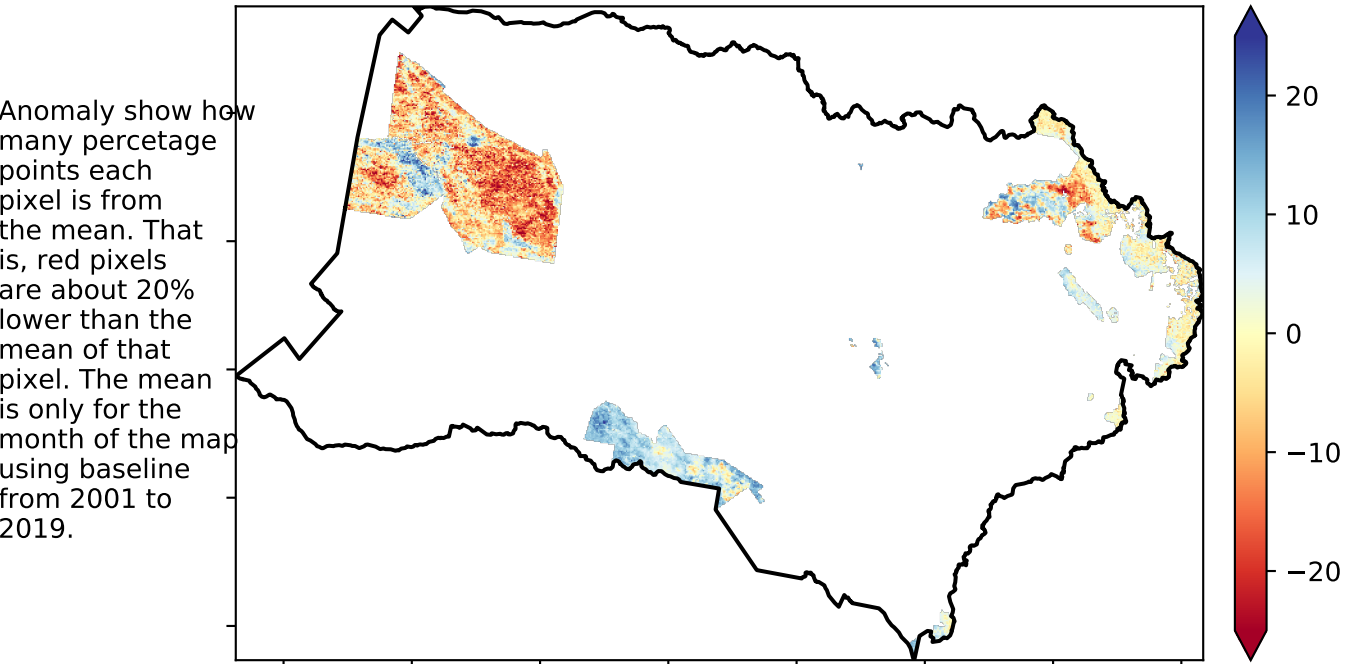 Anomaly show how
many percetage
points each
pixel is from
the mean. That
is, red pixels
are about 20%
lower than the
mean of that
pixel. The mean
is only for the
month of the map
using baseline
from 2001 to
2019.
20
10
0
−10
−20